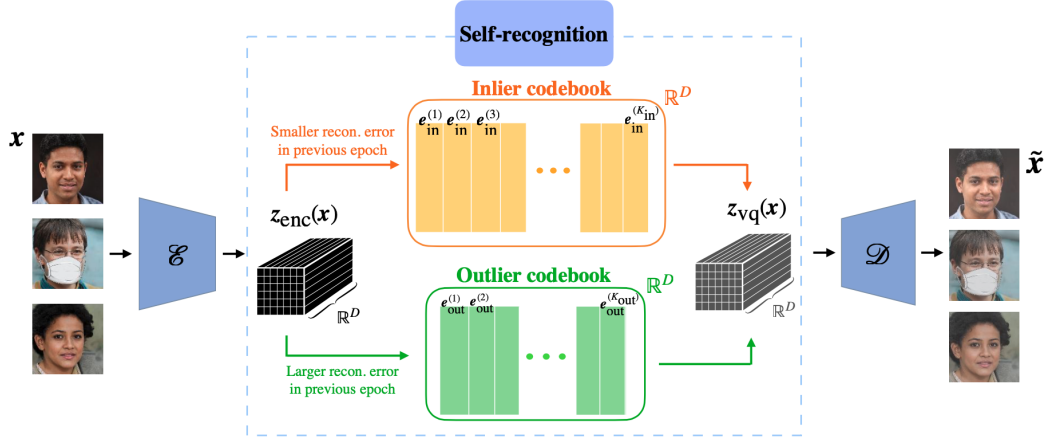 Self-recognition
Inlier codebook
ℝ^D
e_in^(1) e_in^(2) e_in^(3) e_in^(K_in)
Smaller recon. error
in previous epoch
x
x̃
z_enc(x)
z_vq(x)
ℰ
𝒟
ℝ^D
ℝ^D
Outlier codebook
ℝ^D
e_out^(1) e_out^(2) e_out^(K_out)
Larger recon. error
in previous epoch